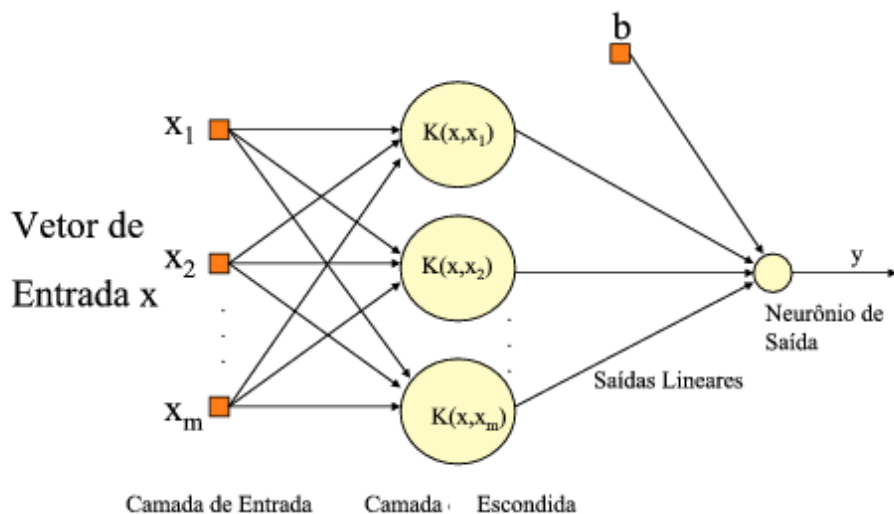 b
x1
K(x,x1)
Vetor de
Entrada x
x2
K(x,x2)
y
Neurônio de
Saída
Saídas Lineares
xm
K(x,xm)
Camada de Entrada
Camada Escondida